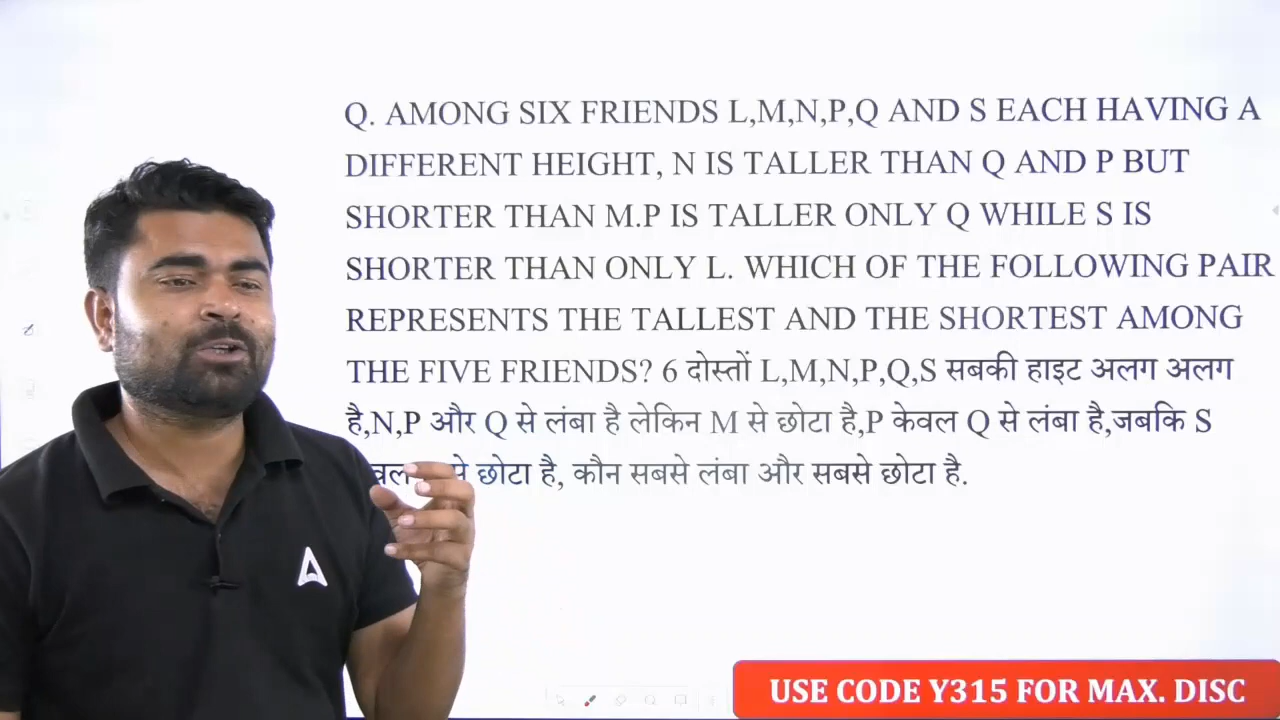 Q. AMONG SIX FRIENDS L,M,N,P,Q AND S EACH HAVING A
DIFFERENT HEIGHT, N IS TALLER THAN Q AND P BUT
SHORTER THAN M.P IS TALLER ONLY Q WHILE S IS
SHORTER THAN ONLY L. WHICH OF THE FOLLOWING PAIR
REPRESENTS THE TALLEST AND THE SHORTEST AMONG
THE FIVE FRIENDS? 6 दोस्तों L,M,N,P,Q,S सबकी हाइट अलग अलग
है,N,P और Q से लंबा है लेकिन M से छोटा है,P केवल Q से लंबा है,जबकि S
छोटा है, कौन सबसे लंबा और सबसे छोटा है.
USE CODE Y315 FOR MAX. DISC